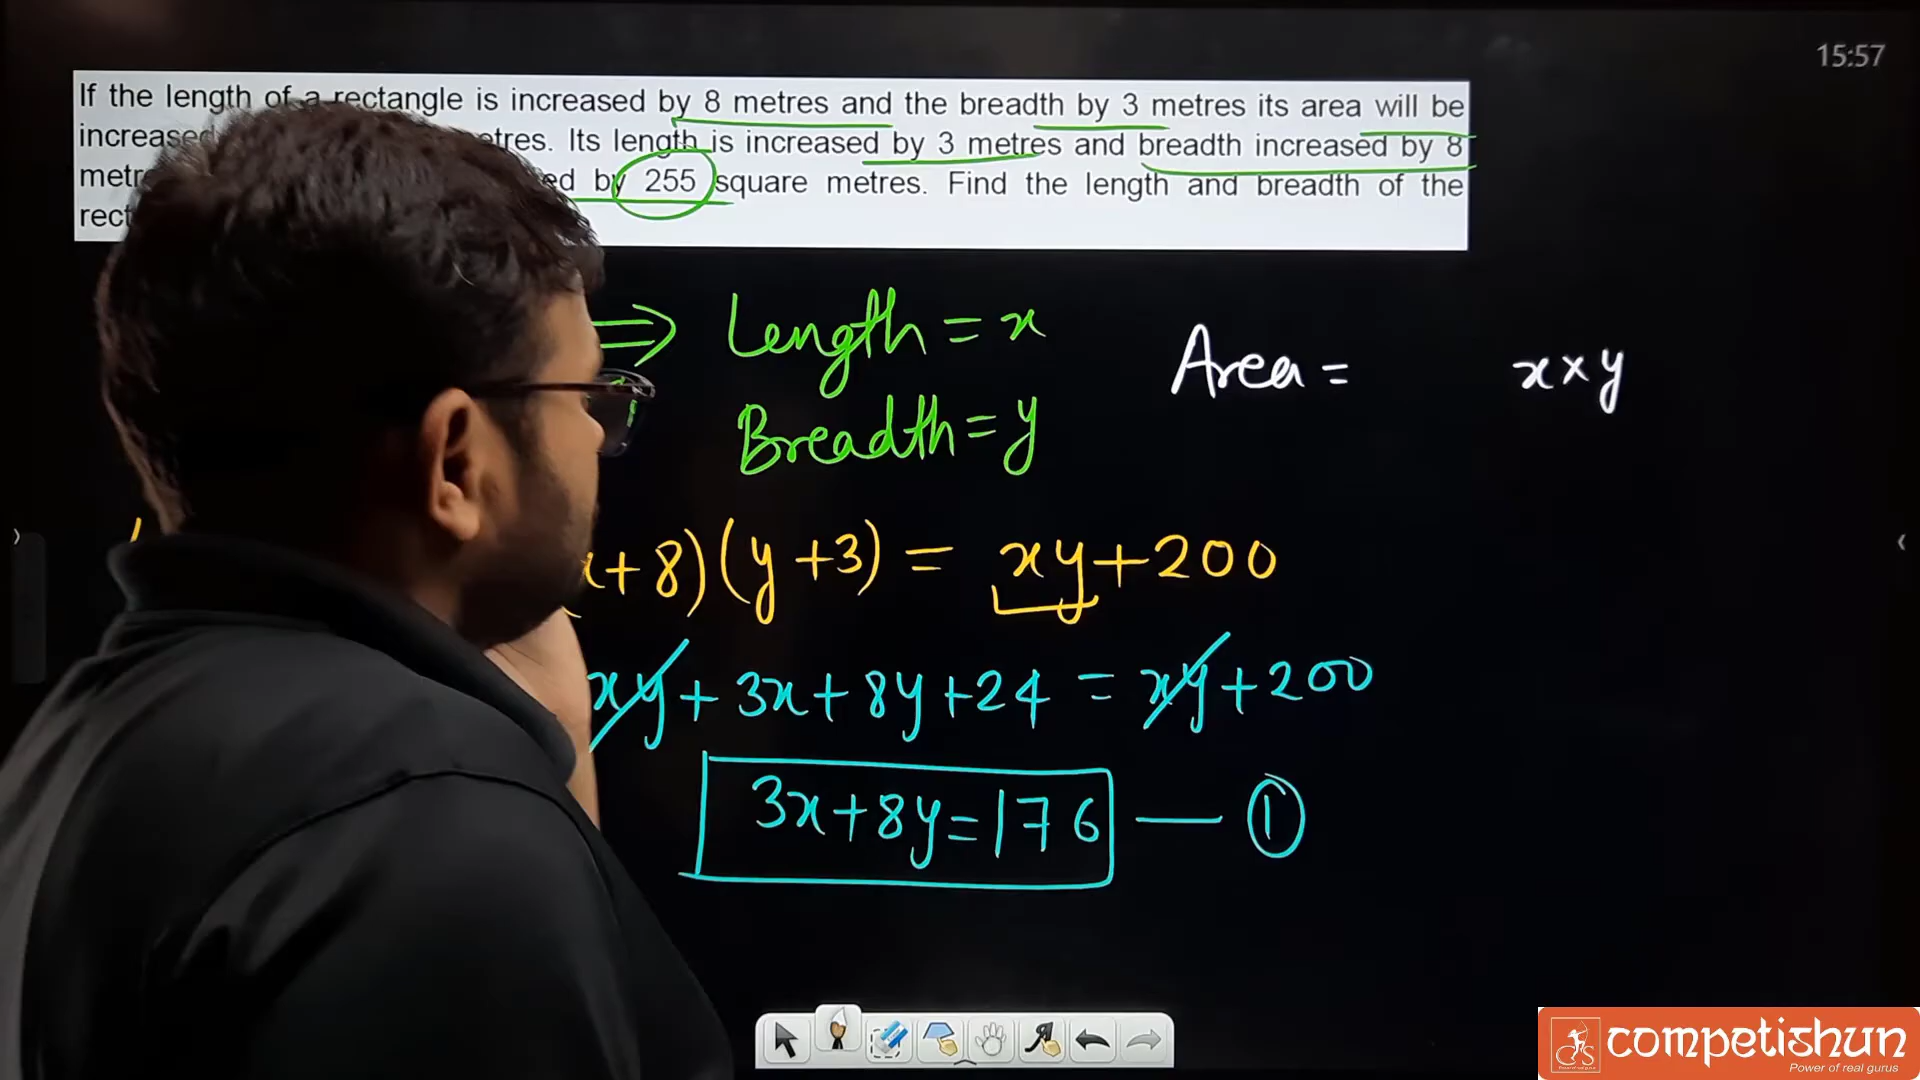 15:57
If the length of a rectangle is increased by 8 metres and the breadth by 3 metres its area will be
increased etres. Its length is increased by 3 metres and breadth increased by 8
metr ed by 255 square metres. Find the length and breadth of the
rect
⇒ Length = x
Area = x × y
Breadth = y
x+8)(y+3) = xy+200
xy + 3x + 8y + 24 = xy + 200
3x+8y=176 — ①
competishun
Power of real gurus